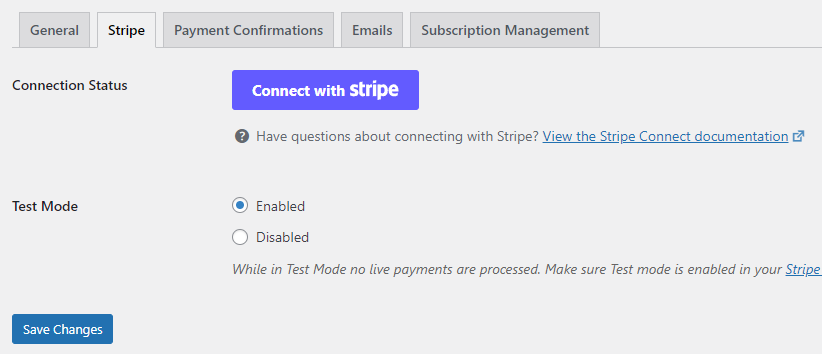 General Stripe Payment Confirmations Emails Subscription Management
Connection Status Connect with stripe
? Have questions about connecting with Stripe? View the Stripe Connect documentation
Test Mode Enabled
Disabled
While in Test Mode no live payments are processed. Make sure Test mode is enabled in your Stripe
Save Changes